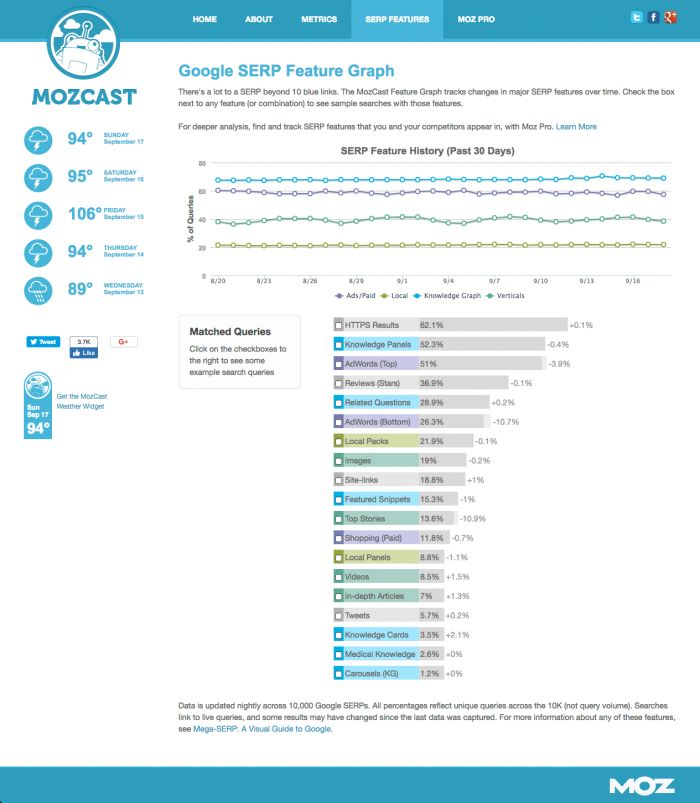 HOME ABOUT METRICS SERP FEATURES MOZ PRO
MOZCAST
94° SUNDAY September 17
95° SATURDAY September 16
106° FRIDAY September 15
94° THURSDAY September 14
89° WEDNESDAY September 13
Tweet 3.7K G+
Like
Sun
Sep 17
94°
Get the MozCast
Weather Widget
Google SERP Feature Graph
There's a lot to a SERP beyond 10 blue links. The MozCast Feature Graph tracks changes in major SERP features over time. Check the box
next to any feature (or combination) to see sample searches with those features.
For deeper analysis, find and track SERP features that you and your competitors appear in, with Moz Pro. Learn More
SERP Feature History (Past 30 Days)
% of Queries
80
60
40
20
0
8/20 8/23 8/26 8/29 9/1 9/4 9/7 9/10 9/13 9/16
Ads/Paid Local Knowledge Graph Verticals
Matched Queries
Click on the checkboxes to
the right to see some
example search queries
HTTPS Results 62.1% +0.1%
Knowledge Panels 52.3% -0.4%
AdWords (Top) 51% -3.9%
Reviews (Stars) 36.9% -0.1%
Related Questions 28.9% +0.2%
AdWords (Bottom) 26.3% -10.7%
Local Packs 21.9% -0.1%
Images 19% -0.2%
Site-links 18.8% +1%
Featured Snippets 15.3% -1%
Top Stories 13.6% -10.9%
Shopping (Paid) 11.8% -0.7%
Local Panels 8.8% -1.1%
Videos 8.5% +1.5%
In-depth Articles 7% +1.3%
Tweets 5.7% +0.2%
Knowledge Cards 3.5% +2.1%
Medical Knowledge 2.6% +0%
Carousels (KG) 1.2% +0%
Data is updated nightly across 10,000 Google SERPs. All percentages reflect unique queries across the 10K (not query volume). Searches
link to live queries, and some results may have changed since the last data was captured. For more information about any of these features,
see Mega-SERP: A Visual Guide to Google.
MOZ